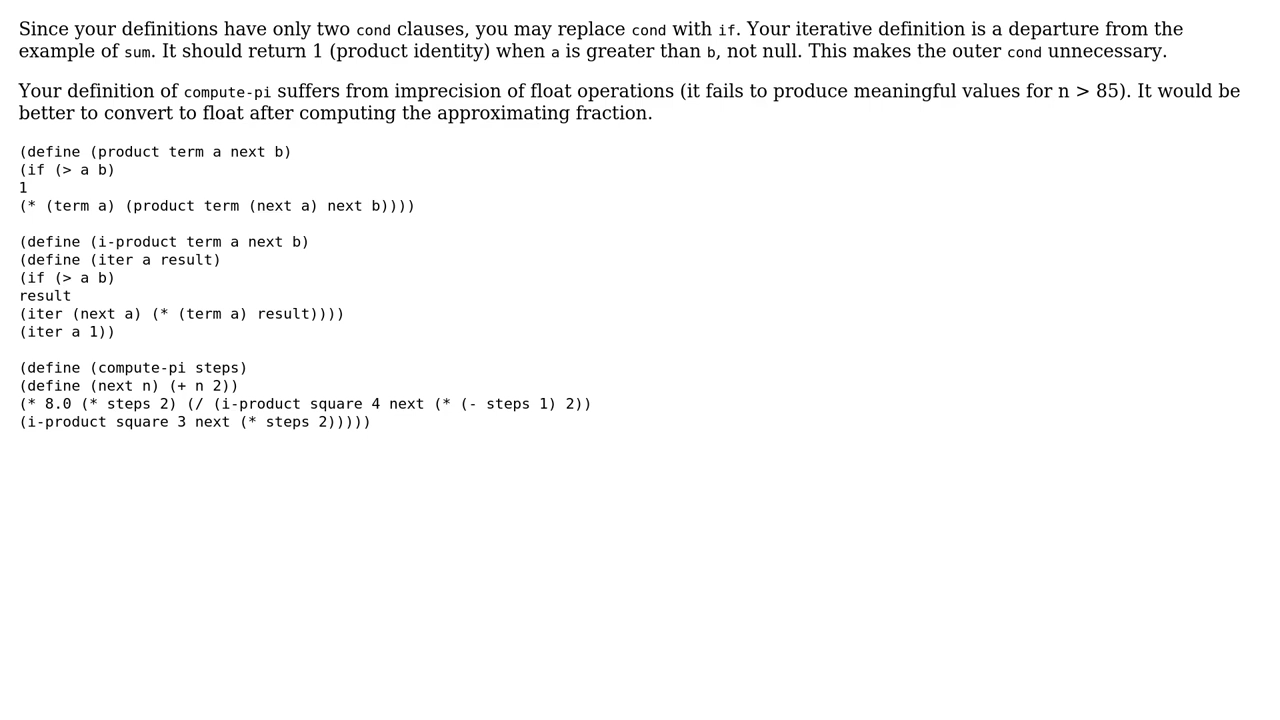 Since your definitions have only two cond clauses, you may replace cond with if. Your iterative definition is a departure from the
example of sum. It should return 1 (product identity) when a is greater than b, not null. This makes the outer cond unnecessary.
Your definition of compute-pi suffers from imprecision of float operations (it fails to produce meaningful values for n > 85). It would be
better to convert to float after computing the approximating fraction.
(define (product term a next b)
(if (> a b)
1
(* (term a) (product term (next a) next b))))
(define (i-product term a next b)
(define (iter a result)
(if (> a b)
result
(iter (next a) (* (term a) result))))
(iter a 1))
(define (compute-pi steps)
(define (next n) (+ n 2))
(* 8.0 (* steps 2) (/ (i-product square 4 next (* (- steps 1) 2))
(i-product square 3 next (* steps 2)))))